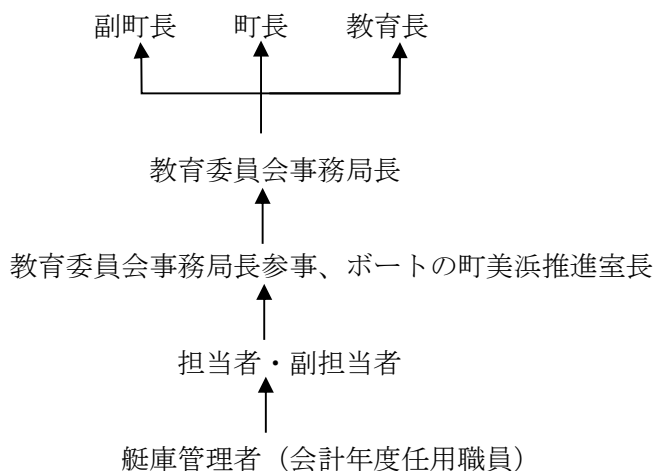 副町長 町長 教育長
教育委員会事務局長
教育委員会事務局長参事、ボートの町美浜推進室長
担当者・副担当者
艇庫管理者（会計年度任用職員）